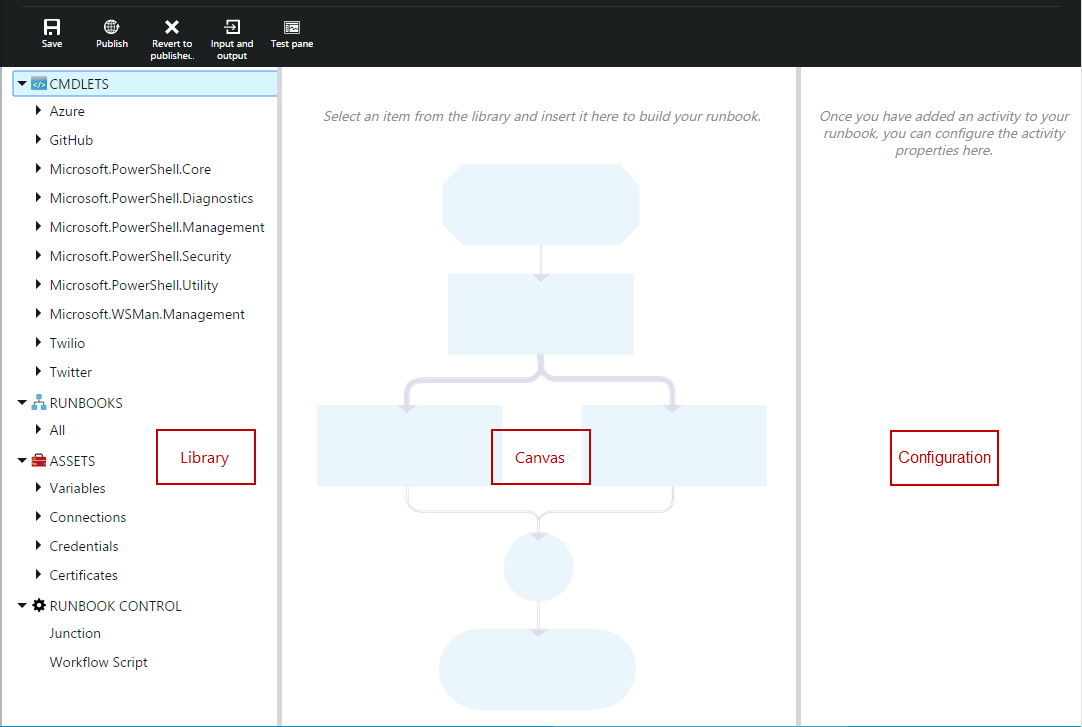 Save
Publish
Revert to
publishe..
Input and
output
Test pane
CMDLETS
Azure
GitHub
Microsoft.PowerShell.Core
Microsoft.PowerShell.Diagnostics
Microsoft.PowerShell.Management
Microsoft.PowerShell.Security
Microsoft.PowerShell.Utility
Microsoft.WSMan.Management
Twilio
Twitter
RUNBOOKS
All
ASSETS
Variables
Connections
Credentials
Certificates
RUNBOOK CONTROL
Junction
Workflow Script
Library
Select an item from the library and insert it here to build your runbook.
Canvas
Once you have added an activity to your
runbook, you can configure the activity
properties here.
Configuration